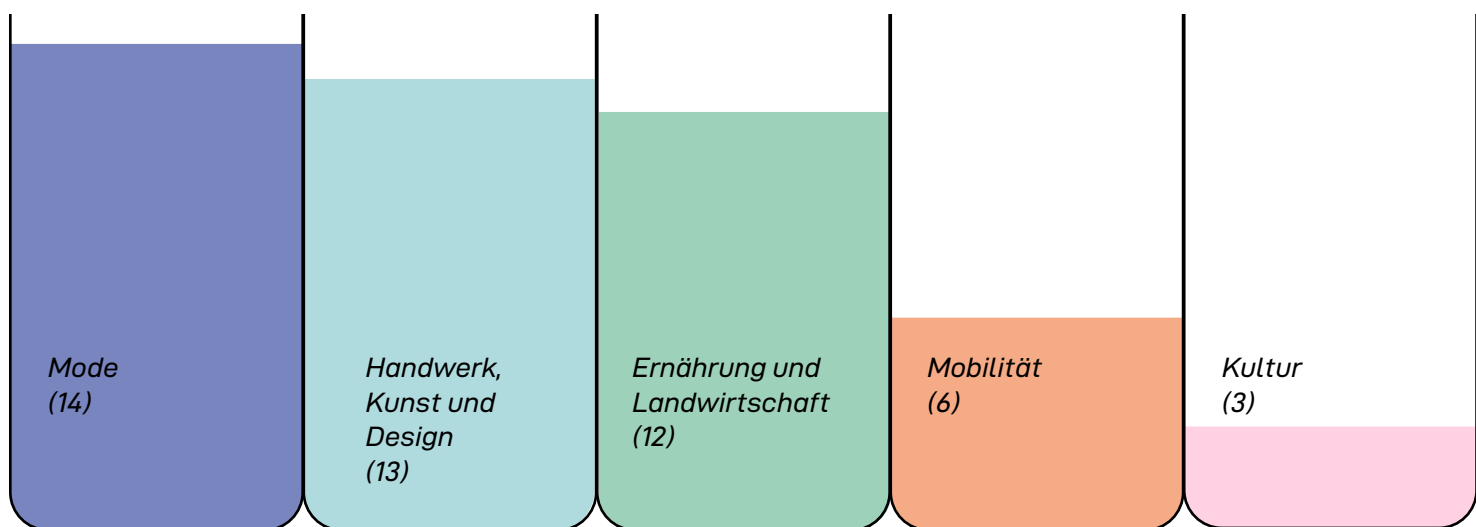 Mode
(14)
Handwerk,
Kunst und
Design
(13)
Ernährung und
Landwirtschaft
(12)
Mobilität
(6)
Kultur
(3)